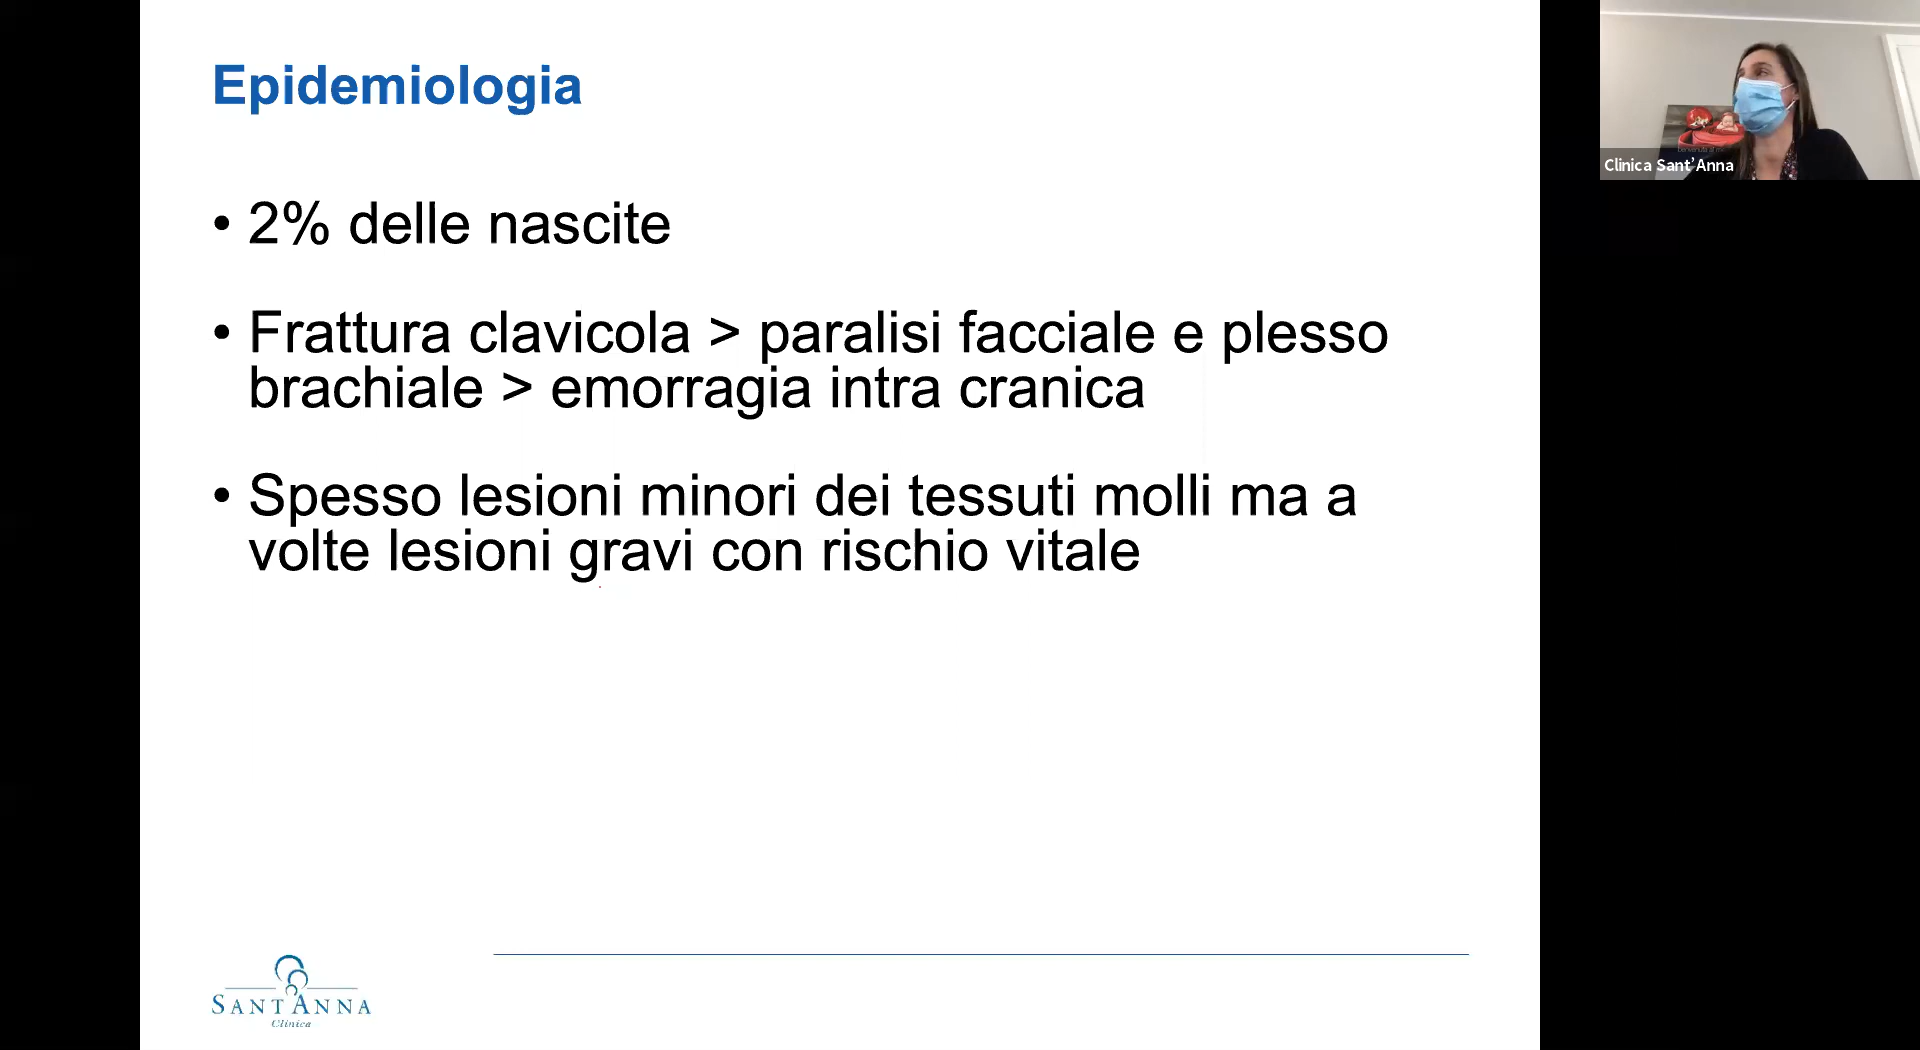 Epidemiologia
• 2% delle nascite
• Frattura clavicola > paralisi facciale e plesso
brachiale > emorragia intra cranica
• Spesso lesioni minori dei tessuti molli ma a
volte lesioni gravi con rischio vitale
SANT'ANNA
Clinica
Clinica Sant'Anna